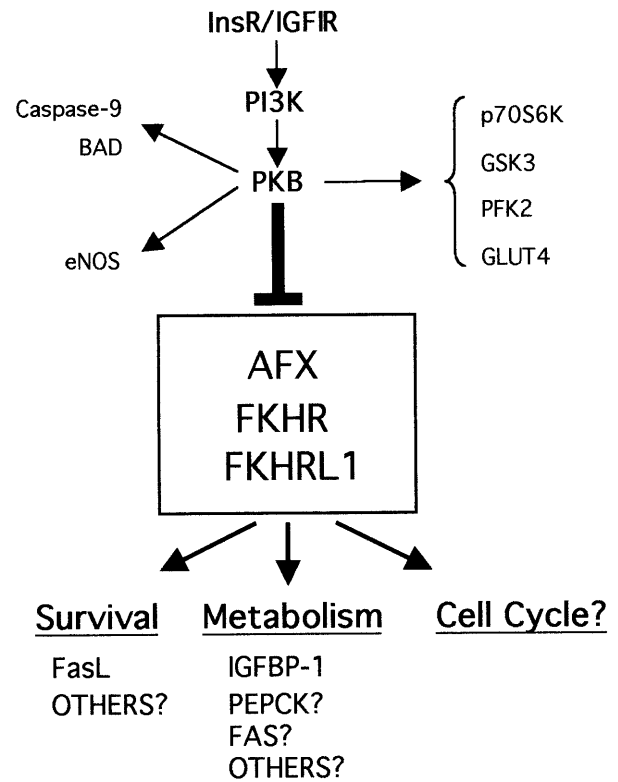 InsR/IGFIR
PI3K
Caspase-9
BAD
PKB
eNOS
p70S6K
GSK3
PFK2
GLUT4
AFX
FKHR
FKHRL1
Survival
FasL
OTHERS?
Metabolism
IGFBP-1
PEPCK?
FAS?
OTHERS?
Cell Cycle?